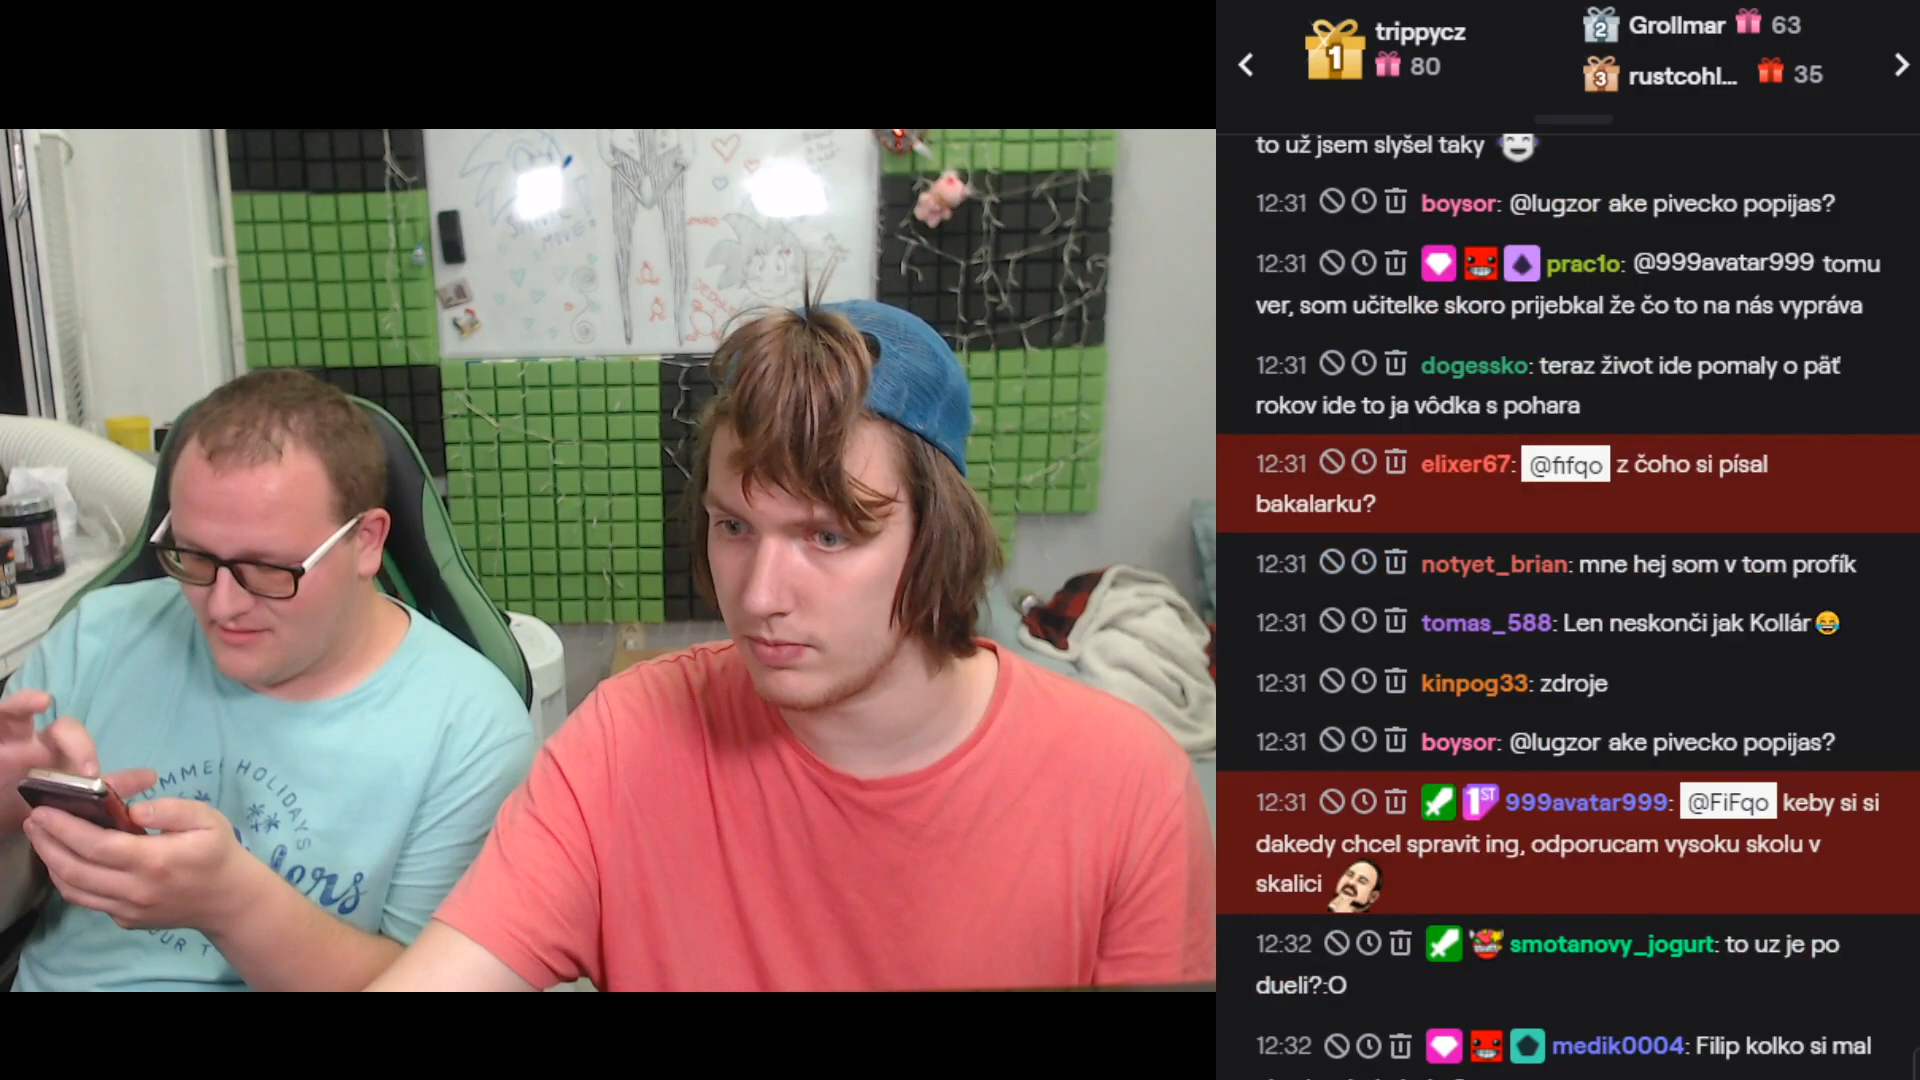 1 trippycz 80
2 Grollmar 63
3 rustcohl... 35
to už jsem slyšel taky
12:31 boysor: @lugzor ake pivecko popijas?
12:31 prac1o: @999avatar999 tomu
ver, som učitelke skoro prijebkal že čo to na nás vypráva
12:31 dogessko: teraz život ide pomaly o päť
rokov ide to ja vôdka s pohara
12:31 elixer67: @fifqo z čoho si písal
bakalarku?
12:31 notyet_brian: mne hej som v tom profík
12:31 tomas_588: Len neskonči jak Kollár😂
12:31 kinpog33: zdroje
12:31 boysor: @lugzor ake pivecko popijas?
12:31 1ST 999avatar999: @FiFqo keby si si
dakedy chcel spravit ing, odporucam vysoku skolu v
skalici
12:32 smotanovy_jogurt: to uz je po
dueli?:O
12:32 medik0004: Filip kolko si mal
HOLIDAYS